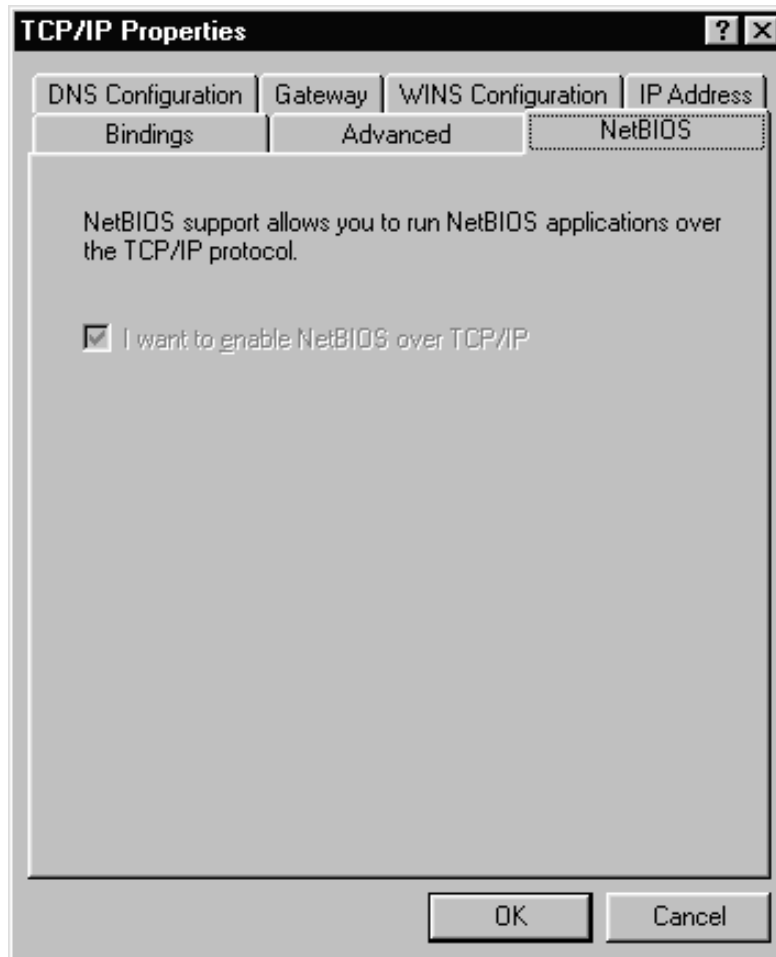 TCP/IP Properties
DNS Configuration Gateway WINS Configuration IP Address
Bindings Advanced NetBIOS
NetBIOS support allows you to run NetBIOS applications over
the TCP/IP protocol.
I want to enable NetBIOS over TCP/IP
OK Cancel